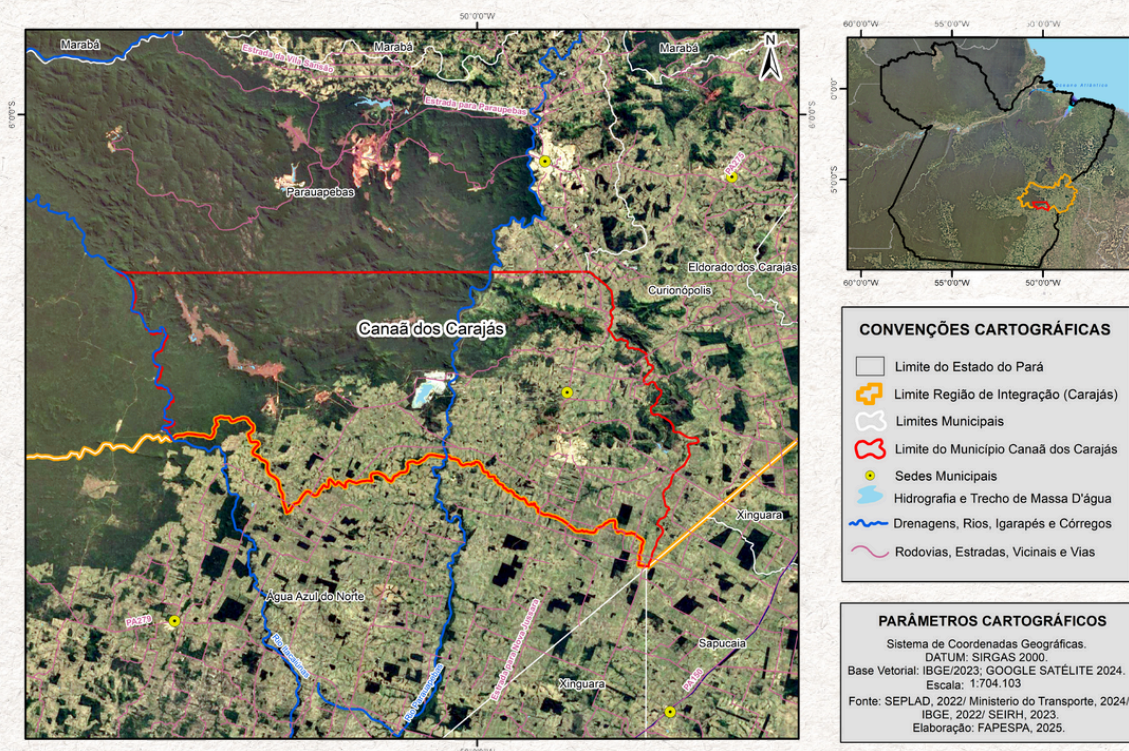 50°0'0"W
Marabá
Marabá
Marabá
N
Estrada da Vila Sansão
Estrada para Paraupebas
6°0'0"S
6°0'0"S
PA275
Parauapebas
Eldorado dos Carajás
Curionópolis
Canaã dos Carajás
Xinguara
Água Azul do Norte
PA279
Estrada para Nova Jussara
Sapucaia
Rio Parauapebas
Xinguara
60°0'0"W
55°0'0"W
50°0'0"W
0°0'0"
Oceano Atlântico
5°0'0"S
60°0'0"W
55°0'0"W
50°0'0"W
CONVENÇÕES CARTOGRÁFICAS
Limite do Estado do Pará
Limite Região de Integração (Carajás)
Limites Municipais
Limite do Município Canaã dos Carajás
Sedes Municipais
Hidrografia e Trecho de Massa D'água
Drenagens, Rios, Igarapés e Córregos
Rodovias, Estradas, Vicinais e Vias
PARÂMETROS CARTOGRÁFICOS
Sistema de Coordenadas Geográficas.
DATUM: SIRGAS 2000.
Base Vetorial: IBGE/2023; GOOGLE SATÉLITE 2024.
Escala: 1:704.103
Fonte: SEPLAD, 2022/ Ministerio do Transporte, 2024/
IBGE, 2022/ SEIRH, 2023.
Elaboração: FAPESPA, 2025.